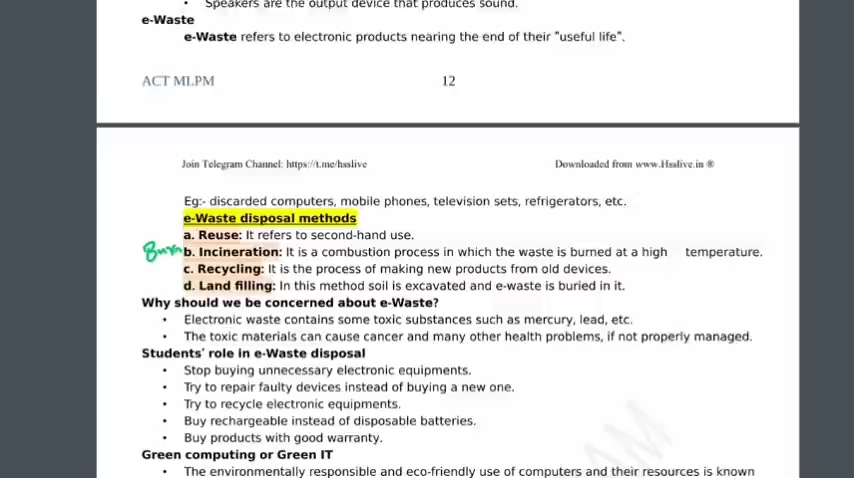 • Speakers are the output device that produces sound.
e-Waste
e-Waste refers to electronic products nearing the end of their "useful life".
ACT MLPM 12
Join Telegram Channel: https://t.me/hsslive Downloaded from www.Hsslive.in ®
Eg:- discarded computers, mobile phones, television sets, refrigerators, etc.
e-Waste disposal methods
a. Reuse: It refers to second-hand use.
Burn b. Incineration: It is a combustion process in which the waste is burned at a high temperature.
c. Recycling: It is the process of making new products from old devices.
d. Land filling: In this method soil is excavated and e-waste is buried in it.
Why should we be concerned about e-Waste?
• Electronic waste contains some toxic substances such as mercury, lead, etc.
• The toxic materials can cause cancer and many other health problems, if not properly managed.
Students' role in e-Waste disposal
• Stop buying unnecessary electronic equipments.
• Try to repair faulty devices instead of buying a new one.
• Try to recycle electronic equipments.
• Buy rechargeable instead of disposable batteries.
• Buy products with good warranty.
Green computing or Green IT
• The environmentally responsible and eco-friendly use of computers and their resources is known